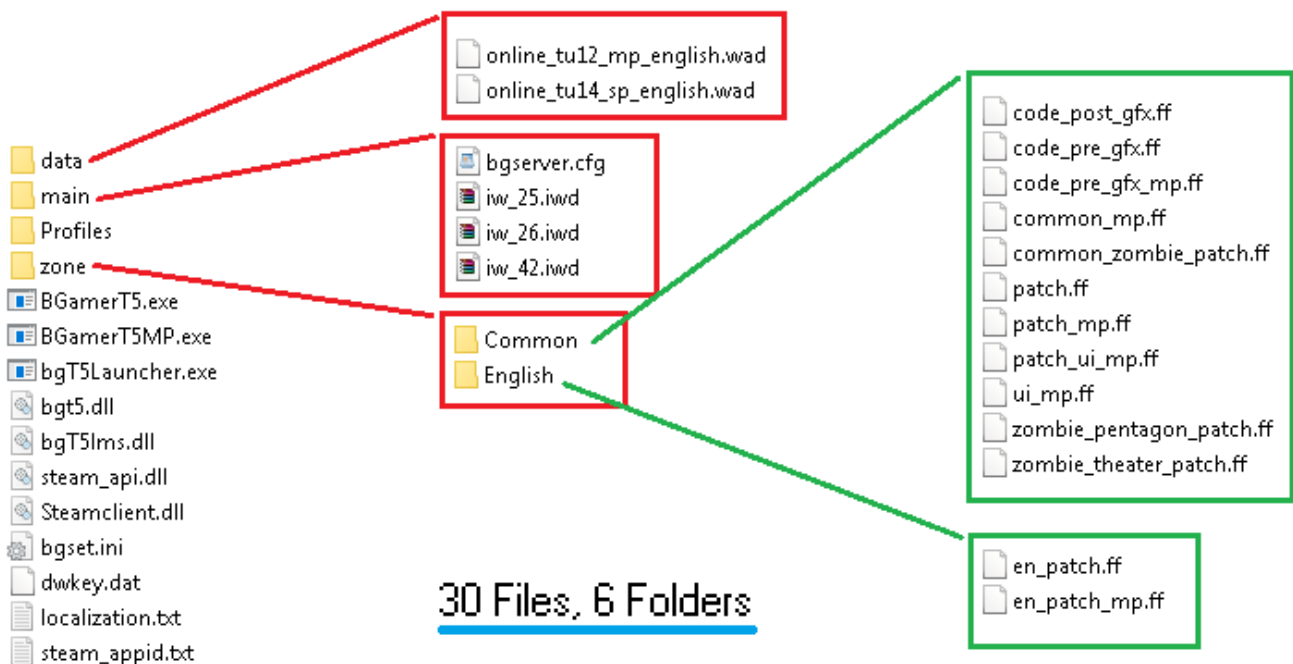 data
main
Profiles
zone
BGamerT5.exe
BGamerT5MP.exe
bgT5Launcher.exe
bgt5.dll
bgT5lms.dll
steam_api.dll
Steamclient.dll
bgset.ini
dwkey.dat
localization.txt
steam_appid.txt
online_tu12_mp_english.wad
online_tu14_sp_english.wad
bgserver.cfg
iw_25.iwd
iw_26.iwd
iw_42.iwd
Common
English
30 Files, 6 Folders
code_post_gfx.ff
code_pre_gfx.ff
code_pre_gfx_mp.ff
common_mp.ff
common_zombie_patch.ff
patch.ff
patch_mp.ff
patch_ui_mp.ff
ui_mp.ff
zombie_pentagon_patch.ff
zombie_theater_patch.ff
en_patch.ff
en_patch_mp.ff